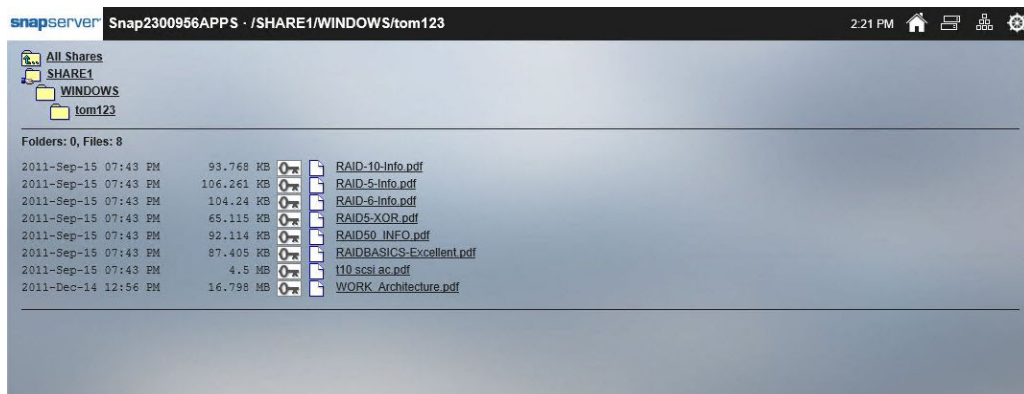 snapserver™ Snap2300956APPS · /SHARE1/WINDOWS/tom123 2:21 PM
All Shares
SHARE1
WINDOWS
tom123
Folders: 0, Files: 8
2011-Sep-15 07:43 PM 93.768 KB RAID-10-Info.pdf
2011-Sep-15 07:43 PM 106.261 KB RAID-5-Info.pdf
2011-Sep-15 07:43 PM 104.24 KB RAID-6-Info.pdf
2011-Sep-15 07:43 PM 65.115 KB RAID5-XOR.pdf
2011-Sep-15 07:43 PM 92.114 KB RAID50_INFO.pdf
2011-Sep-15 07:43 PM 87.405 KB RAIDBASICS-Excellent.pdf
2011-Sep-15 07:43 PM 4.5 MB t10 scsi ac.pdf
2011-Dec-14 12:56 PM 16.798 MB WORK_Architecture.pdf